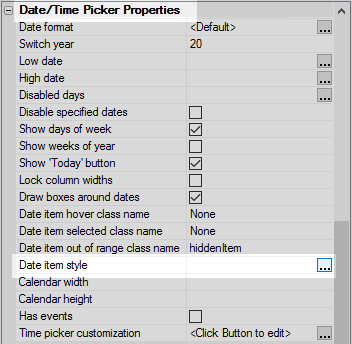 Date/Time Picker Properties
Date format <Default> ...
Switch year 20
Low date ...
High date ...
Disabled days ...
Disable specified dates
Show days of week
Show weeks of year
Show 'Today' button
Lock column widths
Draw boxes around dates
Date item hover class name None
Date item selected class name None
Date item out of range class name hiddenItem
Date item style ...
Calendar width
Calendar height
Has events
Time picker customization <Click Button to edit> ...